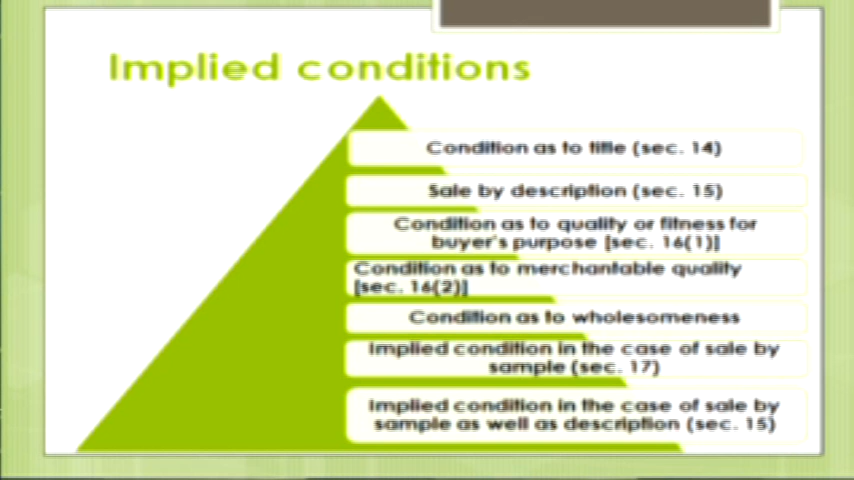 Implied conditions
Condition as to title (sec. 14)
Sale by description (sec. 15)
Condition as to quality or fitness for
buyer's purpose [sec. 16(1)]
Condition as to merchantable quality
[sec. 16(2)]
Condition as to wholesomeness
Implied condition in the case of sale by
sample (sec. 17)
Implied condition in the case of sale by
sample as well as description (sec. 15)